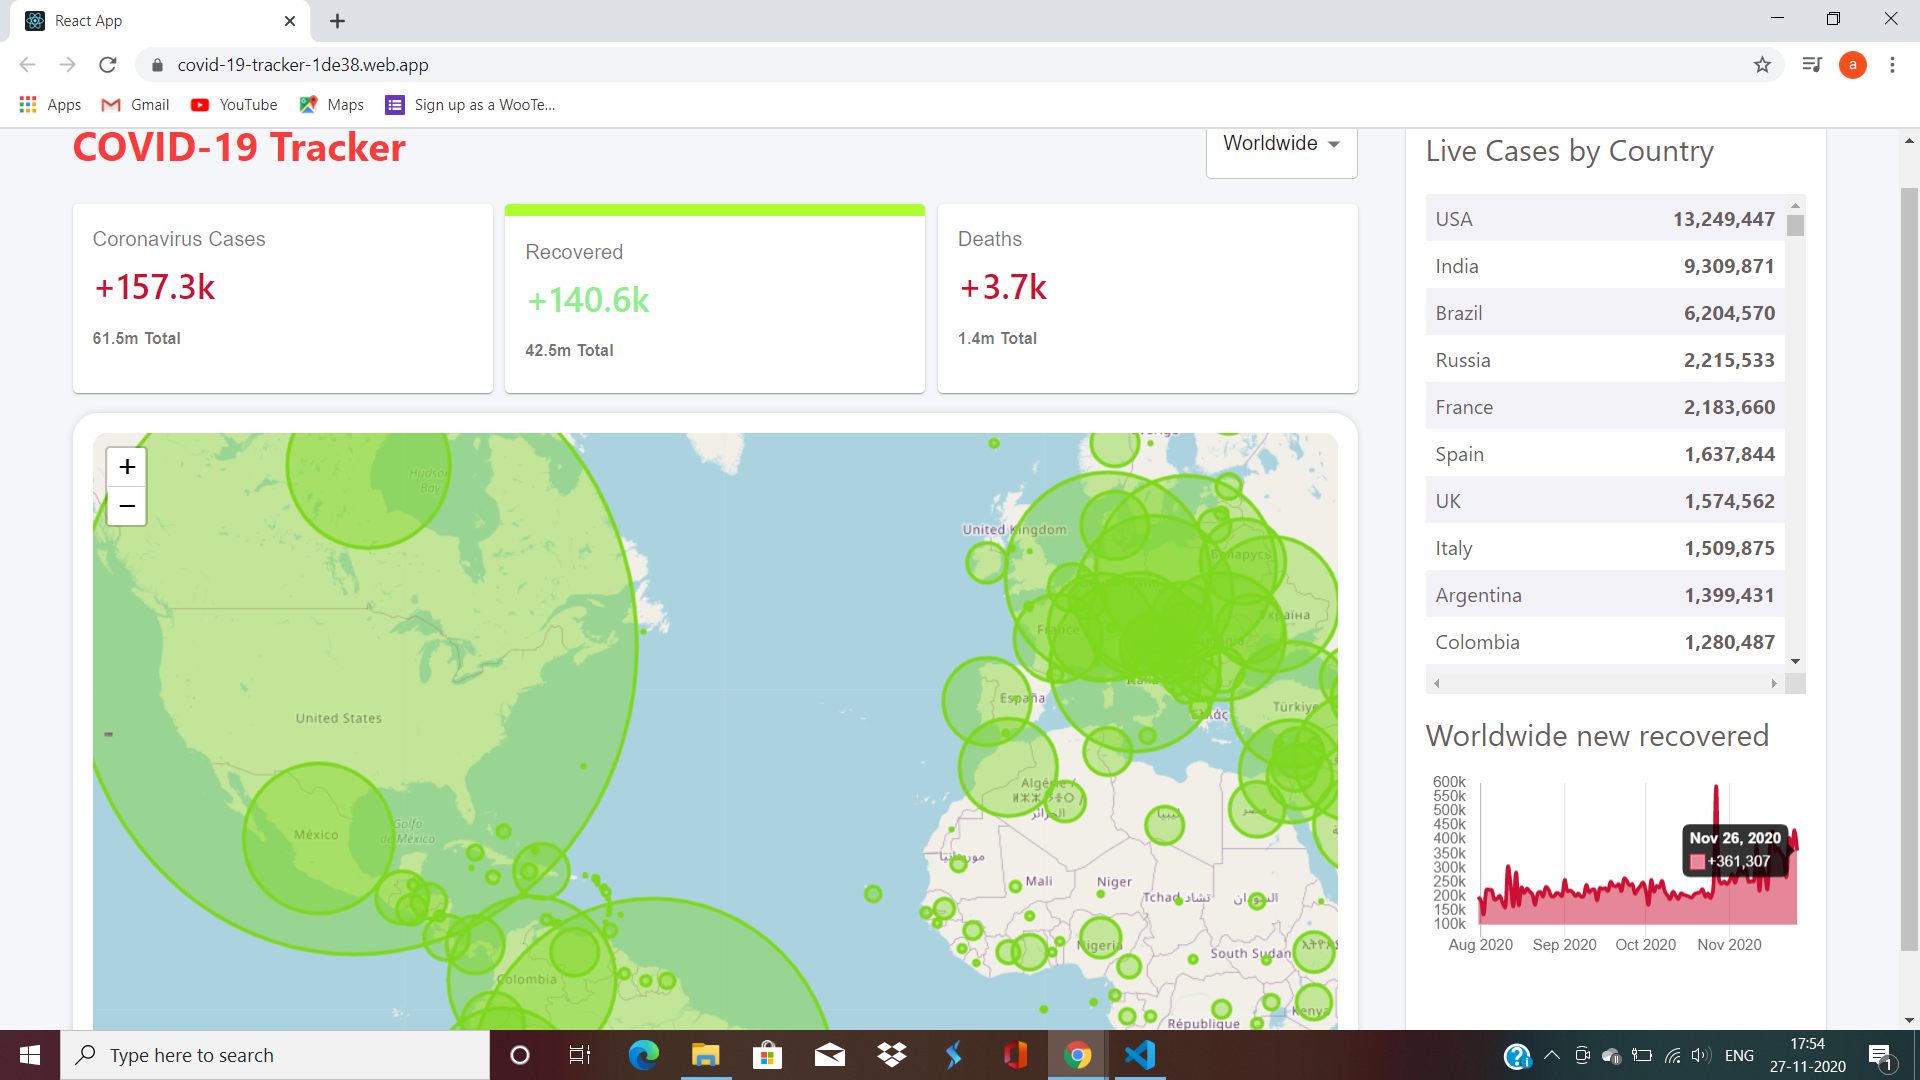 React App
covid-19-tracker-1de38.web.app
a
Apps
Gmail
YouTube
Maps
Sign up as a WooTe...
COVID-19 Tracker
Worldwide
Coronavirus Cases
+157.3k
61.5m Total
Recovered
+140.6k
42.5m Total
Deaths
+3.7k
1.4m Total
+
−
Hudson
Bay
United Kingdom
Беларусь
France
España
Türkiye
United States
México
Golfo
de México
Mali
Niger
Tchad تشاد
السودان
ليبيا
مصر
موريتانيا
Nigeria
South Sudan
Colombia
République
Kenya
Live Cases by Country
USA 13,249,447
India 9,309,871
Brazil 6,204,570
Russia 2,215,533
France 2,183,660
Spain 1,637,844
UK 1,574,562
Italy 1,509,875
Argentina 1,399,431
Colombia 1,280,487
Worldwide new recovered
600k
550k
500k
450k
400k
350k
300k
250k
200k
150k
100k
Nov 26, 2020
+361,307
Aug 2020 Sep 2020 Oct 2020 Nov 2020
Type here to search
ENG
17:54
27-11-2020
1